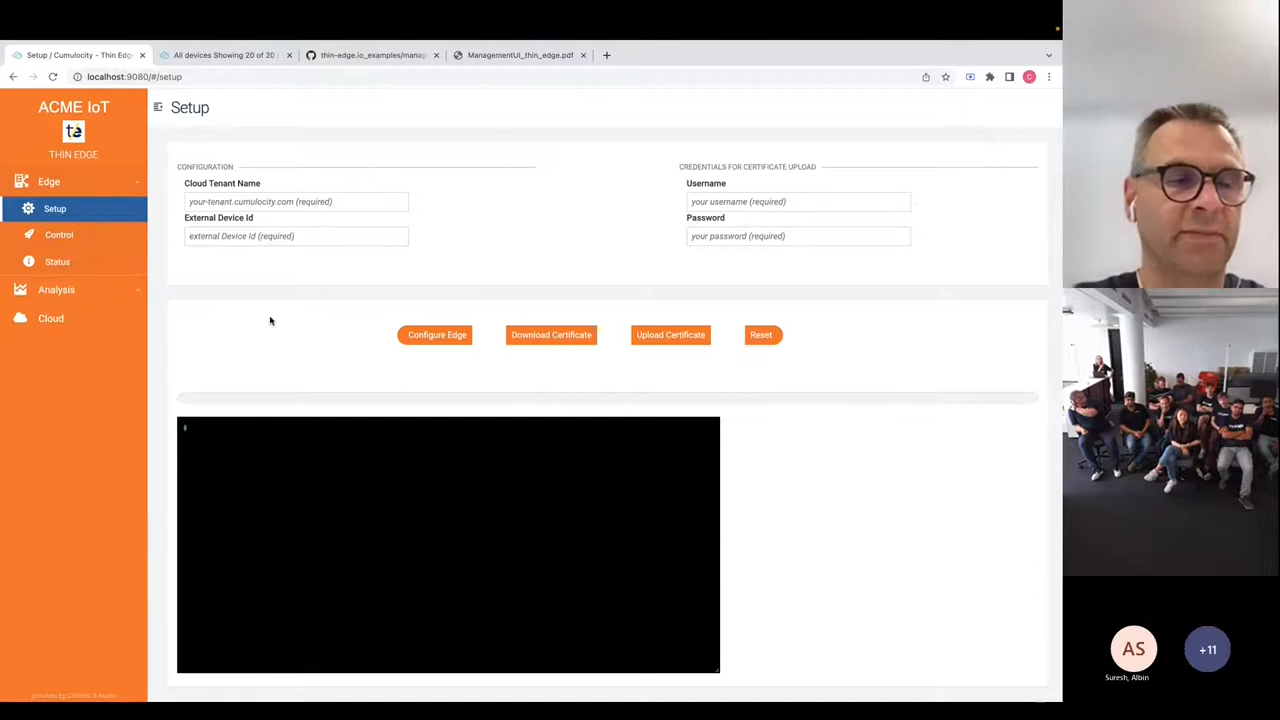 Setup / Cumulocity - Thin Edge
All devices Showing 20 of 20
thin-edge.io_examples/manag
ManagementUI_thin_edge.pdf
localhost:9080/#/setup
C
ACME IoT
te
THIN EDGE
Edge
Setup
Control
Status
Analysis
Cloud
Setup
CONFIGURATION
Cloud Tenant Name
your-tenant.cumulocity.com (required)
External Device Id
external Device Id (required)
CREDENTIALS FOR CERTIFICATE UPLOAD
Username
your username (required)
Password
your password (required)
Configure Edge
Download Certificate
Upload Certificate
Reset
#
AS
Suresh, Albin
+11